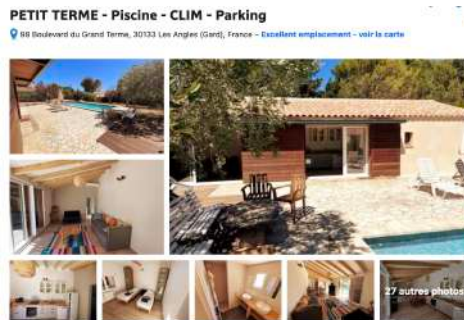 PETIT TERME - Piscine - CLIM - Parking
98 Boulevard du Grand Terme, 30133 Les Angles (Gard), France – Excellent emplacement - voir la carte
27 autres photos